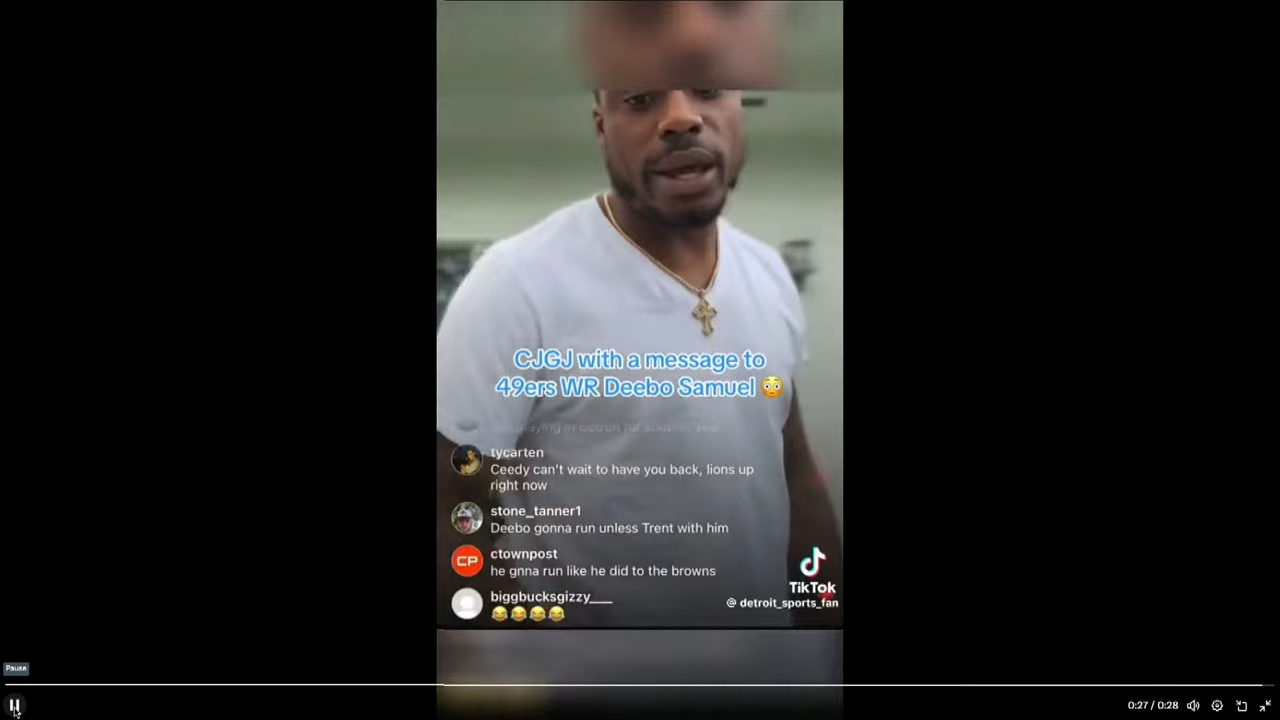 CJGJ with a message to
49ers WR Deebo Samuel 😳
tycarten
Ceedy can't wait to have you back, lions up
right now
stone_tanner1
Deebo gonna run unless Trent with him
CP
ctownpost
he gnna run like he did to the browns
biggbucksgizzy___
😂😂😂😂
TikTok
@ detroit_sports_fan
Pause
0:27 / 0:28